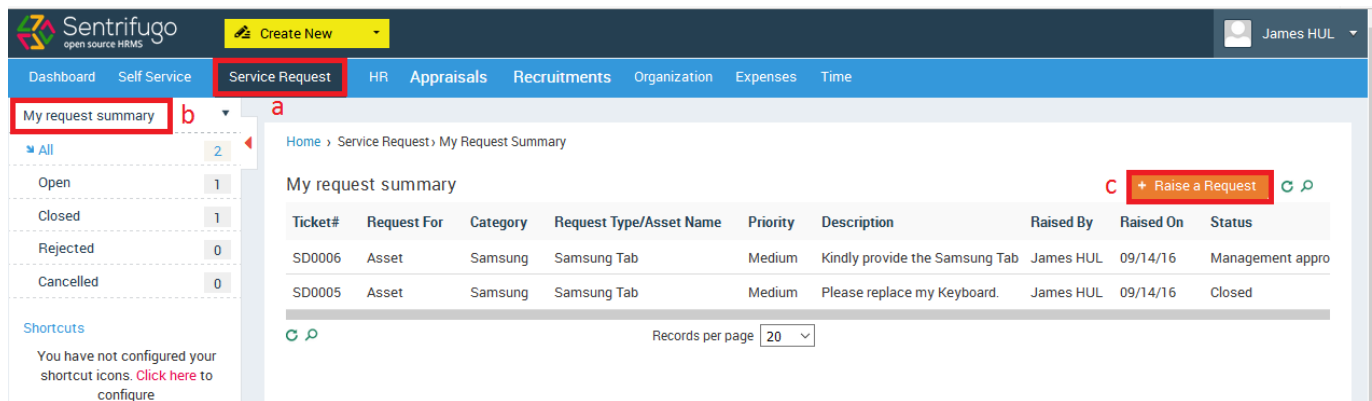 Sentrifugo
open source HRMS
Create New
James HUL
Dashboard Self Service Service Request HR Appraisals Recruitments Organization Expenses Time
My request summary b
a
All 2
Open 1
Closed 1
Rejected 0
Cancelled 0
Shortcuts
You have not configured your
shortcut icons. Click here to
configure
Home › Service Request › My Request Summary
My request summary
c + Raise a Request
Ticket# Request For Category Request Type/Asset Name Priority Description Raised By Raised On Status
SD0006 Asset Samsung Samsung Tab Medium Kindly provide the Samsung Tab James HUL 09/14/16 Management appro
SD0005 Asset Samsung Samsung Tab Medium Please replace my Keyboard. James HUL 09/14/16 Closed
Records per page 20